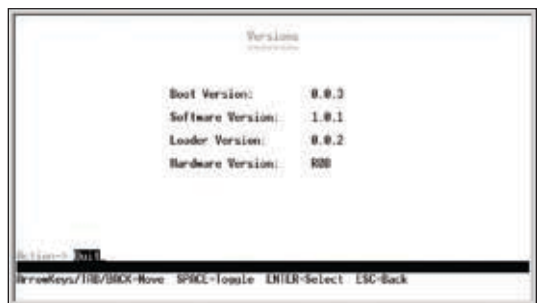 Versions
Boot Version: 0.0.3
Software Version: 1.0.1
Loader Version: 0.0.2
Hardware Version:
Action-> Quit
ArrowKeys/TAB/BACK=Move SPACE=Toggle ENTER=Select ESC=Back